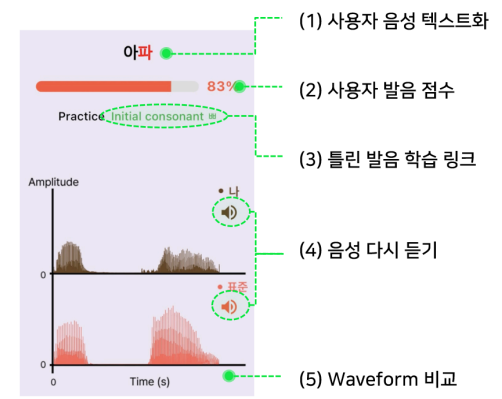 아파
83%
Practice Initial consonant ㅃ
Amplitude
• 나
0
• 표준
0
0
Time (s)
(1) 사용자 음성 텍스트화
(2) 사용자 발음 점수
(3) 틀린 발음 학습 링크
(4) 음성 다시 듣기
(5) Waveform 비교